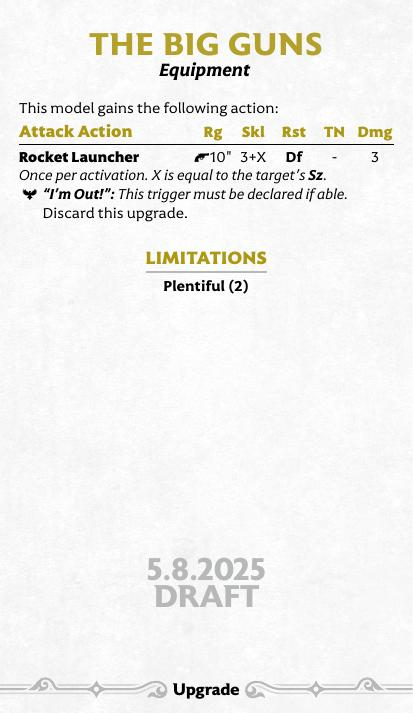 THE BIG GUNS
Equipment
This model gains the following action:
Attack Action Rg Skl Rst TN Dmg
Rocket Launcher 10" 3+X Df - 3
Once per activation. X is equal to the target's Sz.
"I'm Out!": This trigger must be declared if able.
Discard this upgrade.
LIMITATIONS
Plentiful (2)
5.8.2025
DRAFT
Upgrade